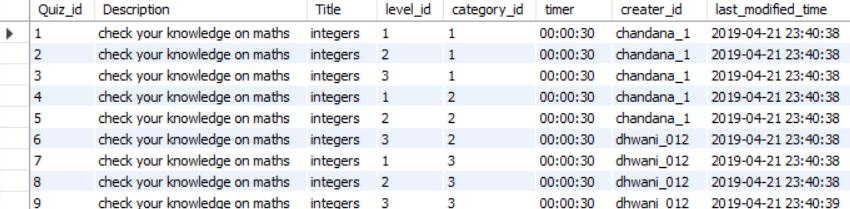 Quiz_id Description Title level_id category_id timer creater_id last_modified_time
1 check your knowledge on maths integers 1 1 00:00:30 chandana_1 2019-04-21 23:40:38
2 check your knowledge on maths integers 2 1 00:00:30 chandana_1 2019-04-21 23:40:38
3 check your knowledge on maths integers 3 1 00:00:30 chandana_1 2019-04-21 23:40:38
4 check your knowledge on maths integers 1 2 00:00:30 chandana_1 2019-04-21 23:40:38
5 check your knowledge on maths integers 2 2 00:00:30 chandana_1 2019-04-21 23:40:38
6 check your knowledge on maths integers 3 2 00:00:30 dhwani_012 2019-04-21 23:40:38
7 check your knowledge on maths integers 1 3 00:00:30 dhwani_012 2019-04-21 23:40:38
8 check your knowledge on maths integers 2 3 00:00:30 dhwani_012 2019-04-21 23:40:38
9 check your knowledge on maths integers 3 3 00:00:30 dhwani_012 2019-04-21 23:40:39